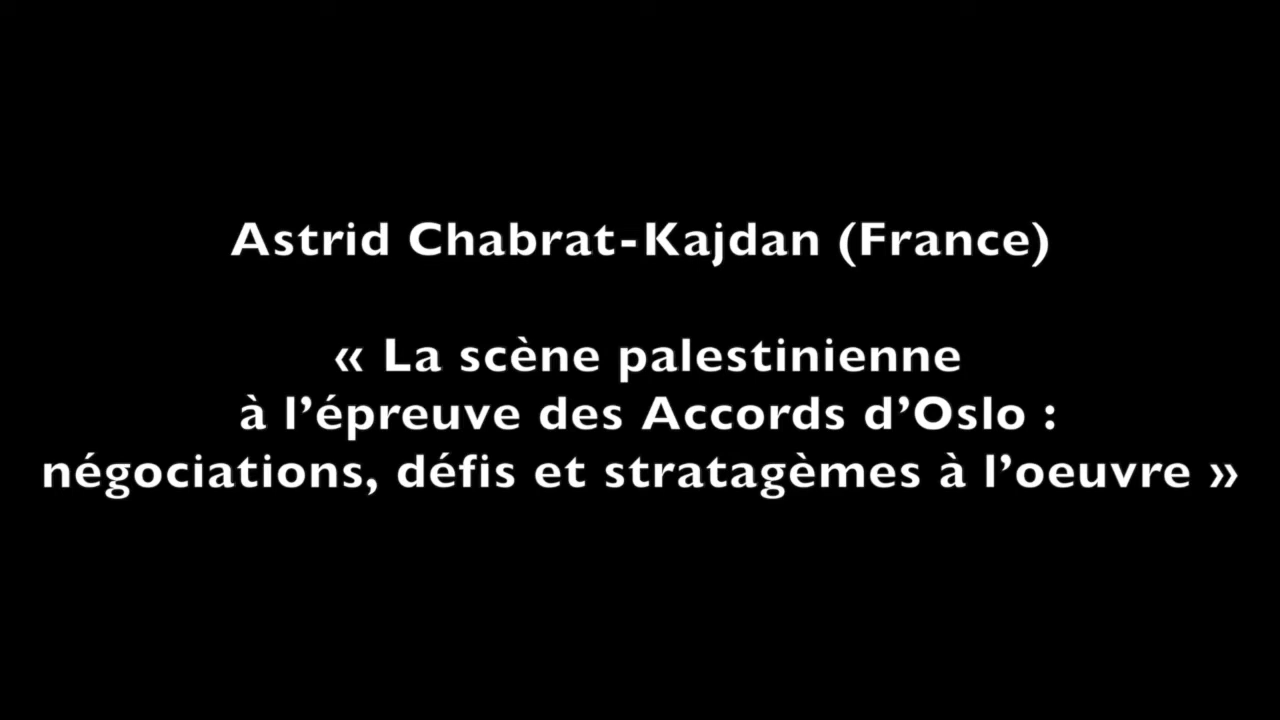 Astrid Chabrat-Kajdan (France)
« La scène palestinienne
à l’épreuve des Accords d’Oslo :
négociations, défis et stratagèmes à l’oeuvre »